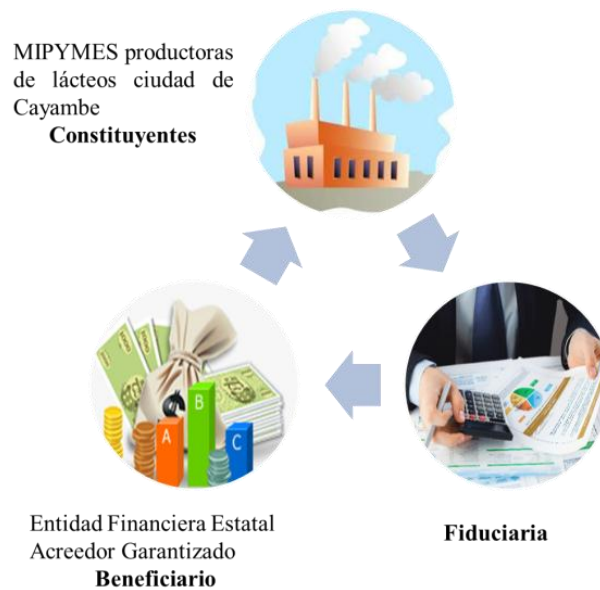 MIPYMES productoras
de lácteos ciudad de
Cayambe
Constituyentes
B
A
C
Entidad Financiera Estatal
Acreedor Garantizado
Beneficiario
Fiduciaria